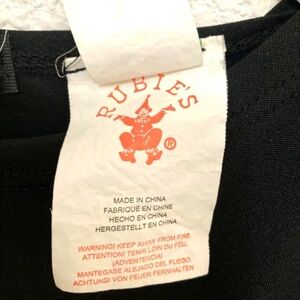 RUBIE'S
®
MADE IN CHINA
FABRIQUE EN CHINE
HECHO EN CHINA
HERGESTELLT EN CHINA
WARNING! KEEP AWAY FROM FIRE.
ATTENTION! TENIR LOIN DU FEU.
¡ADVERTENCIA!
MANTEGASE ALEJADO DEL FUEGO.
ACHTUNG! VON FEUER FERNHALTEN